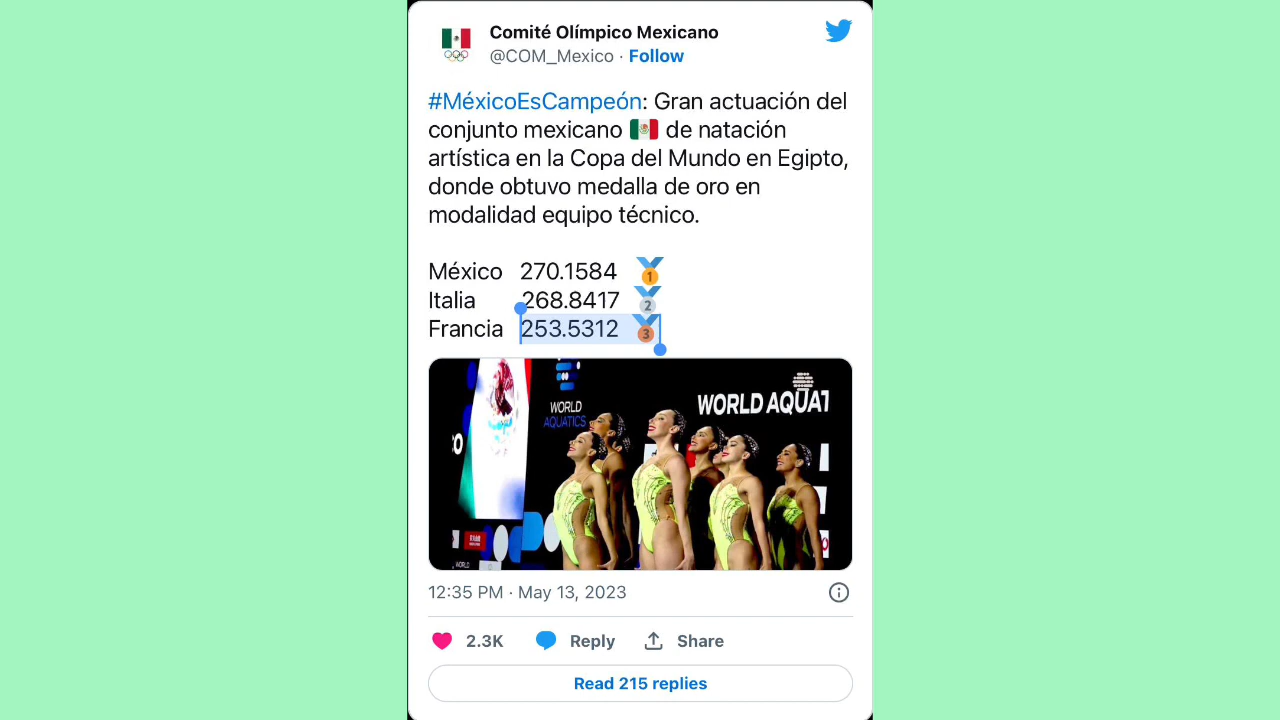 Comité Olímpico Mexicano
@COM_Mexico · Follow
#MéxicoEsCampeón: Gran actuación del
conjunto mexicano 🇲🇽 de natación
artística en la Copa del Mundo en Egipto,
donde obtuvo medalla de oro en
modalidad equipo técnico.
México 270.1584 🥇
Italia 268.8417 🥈
Francia 253.5312 🥉
WORLD
AQUATICS
WORLD AQUAT
12:35 PM · May 13, 2023
2.3K Reply Share
Read 215 replies